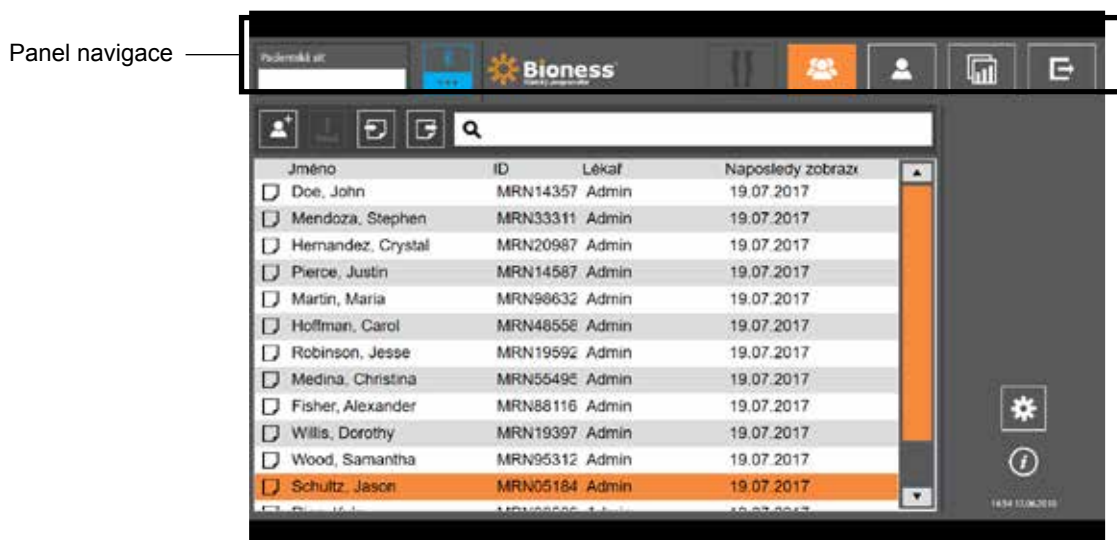 Panel navigace
Bioness
Jméno ID Lékař Naposledy zobraze
Doe, John MRN14357 Admin 19.07.2017
Mendoza, Stephen MRN33311 Admin 19.07.2017
Hernandez, Crystal MRN20987 Admin 19.07.2017
Pierce, Justin MRN14587 Admin 19.07.2017
Martin, Maria MRN98632 Admin 19.07.2017
Hoffman, Carol MRN48558 Admin 19.07.2017
Robinson, Jesse MRN19592 Admin 19.07.2017
Medina, Christina MRN55495 Admin 19.07.2017
Fisher, Alexander MRN88116 Admin 19.07.2017
Willis, Dorothy MRN19397 Admin 19.07.2017
Wood, Samantha MRN95312 Admin 19.07.2017
Schultz, Jason MRN05184 Admin 19.07.2017